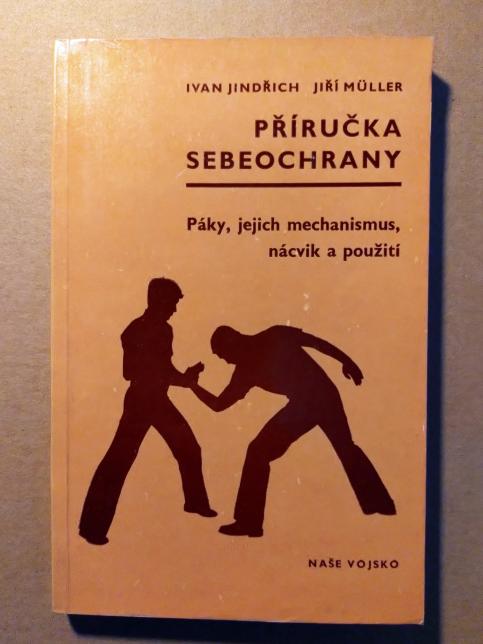 IVAN JINDŘICH JIŘÍ MÜLLER
PŘÍRUČKA
SEBEOCHRANY
Páky, jejich mechanismus,
nácvik a použití
NAŠE VOJSKO